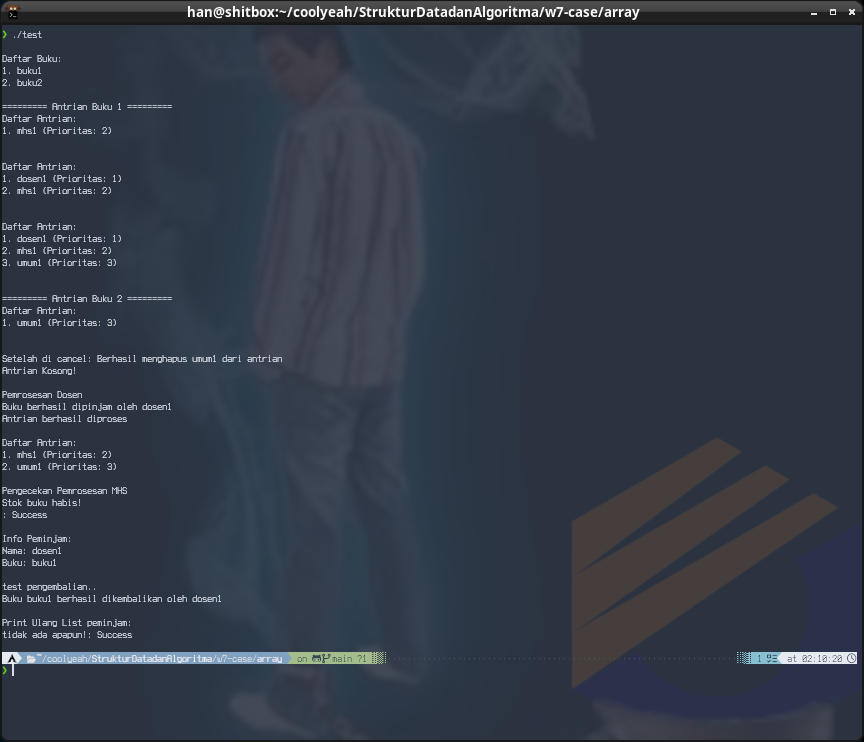 han@shitbox:~/coolyeah/StrukturDatadanAlgoritma/w7-case/array
❯ ./test
Daftar Buku:
1. buku1
2. buku2
========= Antrian Buku 1 =========
Daftar Antrian:
1. mhs1 (Prioritas: 2)
Daftar Antrian:
1. dosen1 (Prioritas: 1)
2. mhs1 (Prioritas: 2)
Daftar Antrian:
1. dosen1 (Prioritas: 1)
2. mhs1 (Prioritas: 2)
3. umum1 (Prioritas: 3)
========= Antrian Buku 2 =========
Daftar Antrian:
1. umum1 (Prioritas: 3)
Setelah di cancel: Berhasil menghapus umum1 dari antrian
Antrian Kosong!
Pemrosesan Dosen
Buku berhasil dipinjam oleh dosen1
Antrian berhasil diproses
Daftar Antrian:
1. mhs1 (Prioritas: 2)
2. umum1 (Prioritas: 3)
Pengecekan Pemrosesan MHS
Stok buku habis!
: Success
Info Peminjam:
Nama: dosen1
Buku: buku1
test pengembalian..
Buku buku1 berhasil dikembalikan oleh dosen1
Print Ulang List peminjam:
tidak ada apapun!: Success
~/coolyeah/StrukturDatadanAlgoritma/w7-case/array on main ?1 1 at 02:10:20
❯